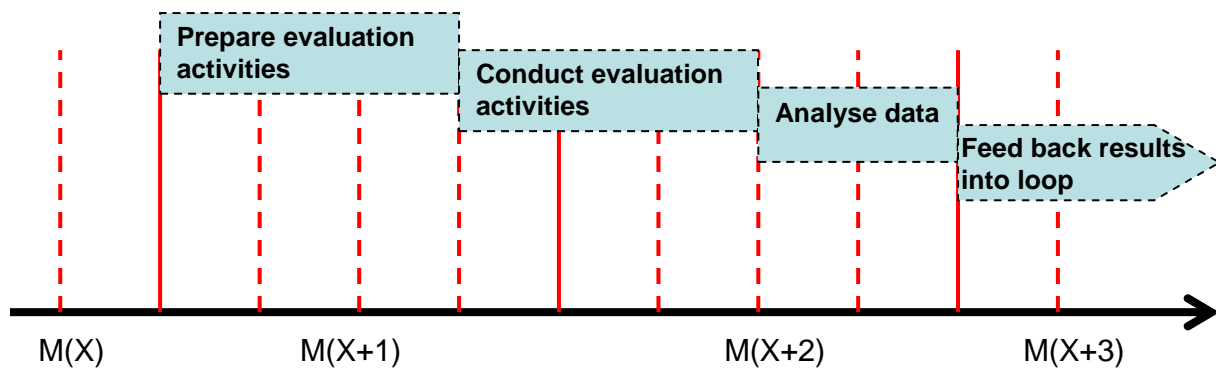 Prepare evaluation
activities
Conduct evaluation
activities
Analyse data
Feed back results
into loop
M(X)
M(X+1)
M(X+2)
M(X+3)